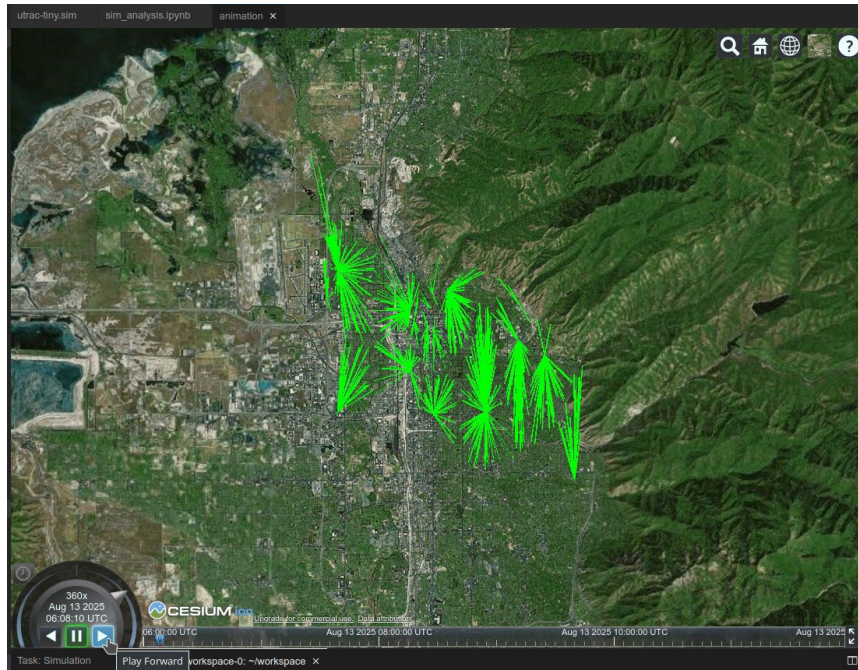 utrac-tiny.sim sim_analysis.ipynb animation ×
?
360x
Aug 13 2025
06:08:10 UTC
CESIUM ion
Upgrade for commercial use. Data attribution
06:00:00 UTC Aug 13 2025 08:00:00 UTC Aug 13 2025 10:00:00 UTC Aug 13 2025
Task: Simulation Play Forward workspace-0: ~/workspace ×